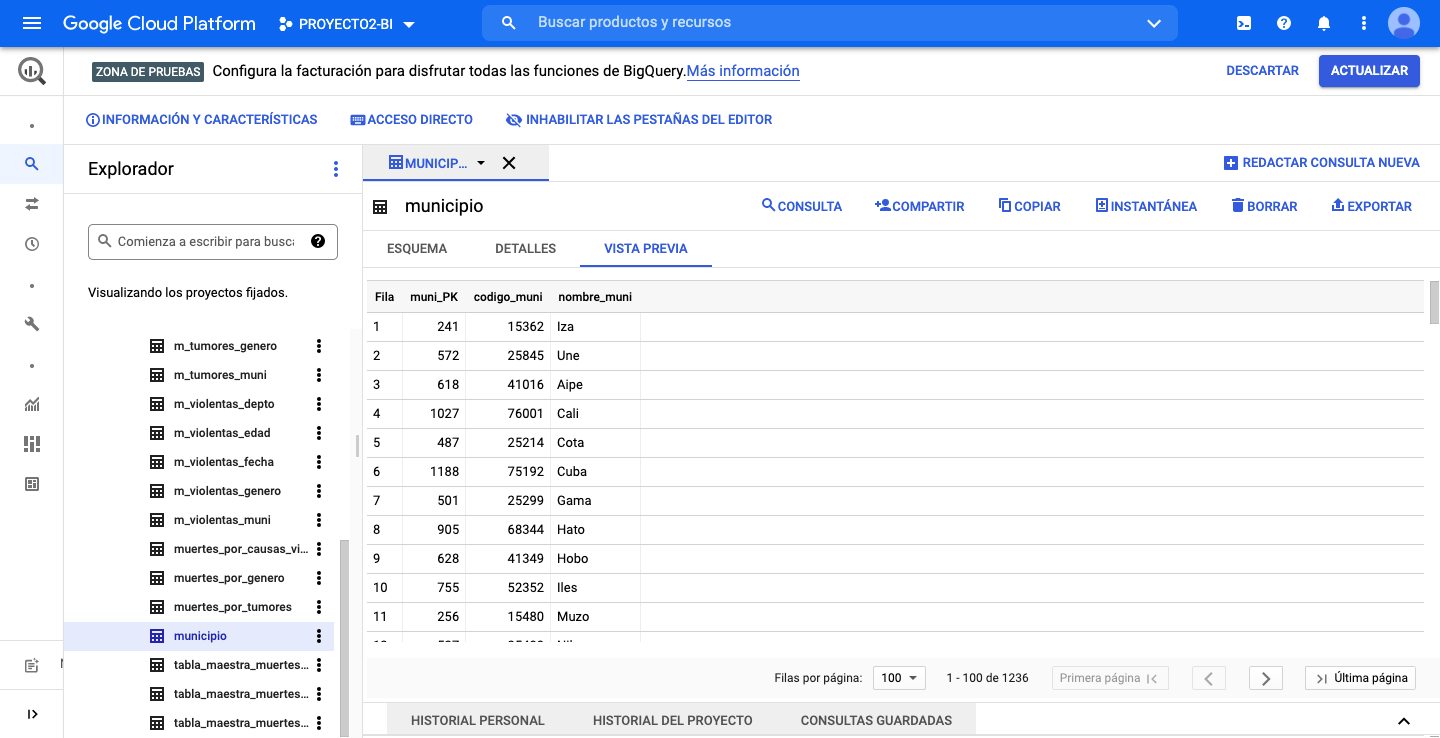 Google Cloud Platform PROYECTO2-BI Buscar productos y recursos
ZONA DE PRUEBAS Configura la facturación para disfrutar todas las funciones de BigQuery. Más información DESCARTAR ACTUALIZAR
INFORMACIÓN Y CARACTERÍSTICAS ACCESO DIRECTO INHABILITAR LAS PESTAÑAS DEL EDITOR
Explorador
Comienza a escribir para busca
Visualizando los proyectos fijados.
m_tumores_genero
m_tumores_muni
m_violentas_depto
m_violentas_edad
m_violentas_fecha
m_violentas_genero
m_violentas_muni
muertes_por_causas_vi...
muertes_por_genero
muertes_por_tumores
municipio
tabla_maestra_muertes...
tabla_maestra_muertes...
tabla_maestra_muertes...
MUNICIP... REDACTAR CONSULTA NUEVA
municipio CONSULTA COMPARTIR COPIAR INSTANTÁNEA BORRAR EXPORTAR
ESQUEMA DETALLES VISTA PREVIA
Fila muni_PK codigo_muni nombre_muni
1 241 15362 Iza
2 572 25845 Une
3 618 41016 Aipe
4 1027 76001 Cali
5 487 25214 Cota
6 1188 75192 Cuba
7 501 25299 Gama
8 905 68344 Hato
9 628 41349 Hobo
10 755 52352 Iles
11 256 15480 Muzo
Filas por página: 100 1 - 100 de 1236 Primera página Última página
HISTORIAL PERSONAL HISTORIAL DEL PROYECTO CONSULTAS GUARDADAS